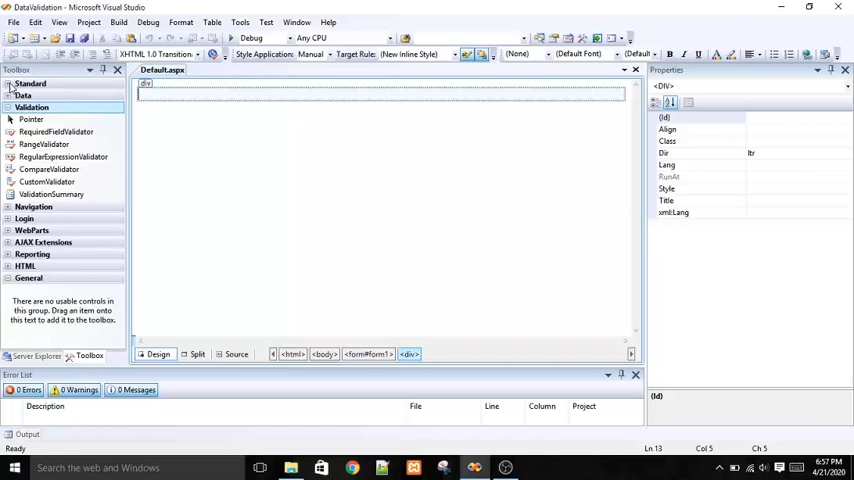 DataValidation - Microsoft Visual Studio
File Edit View Project Build Debug Format Table Tools Test Window Help
Debug Any CPU
XHTML 1.0 Transition Style Application: Manual Target Rule: (New Inline Style) (None) (Default Font) (Default B I U A
Toolbox
Standard
Data
Validation
Pointer
RequiredFieldValidator
RangeValidator
RegularExpressionValidator
CompareValidator
CustomValidator
ValidationSummary
Navigation
Login
WebParts
AJAX Extensions
Reporting
HTML
General
There are no usable controls in
this group. Drag an item onto
this text to add it to the toolbox.
Server Explorer Toolbox
Default.aspx
div
Design Split Source <html> <body> <form#form1> <div>
Properties
<DIV>
(Id)
Align
Class
Dir ltr
Lang
RunAt
Style
Title
xml:Lang
(Id)
Error List
0 Errors 0 Warnings 0 Messages
Description File Line Column Project
Output
Ready Ln 13 Col 5 Ch 5
Search the web and Windows
6:57 PM
4/21/2020